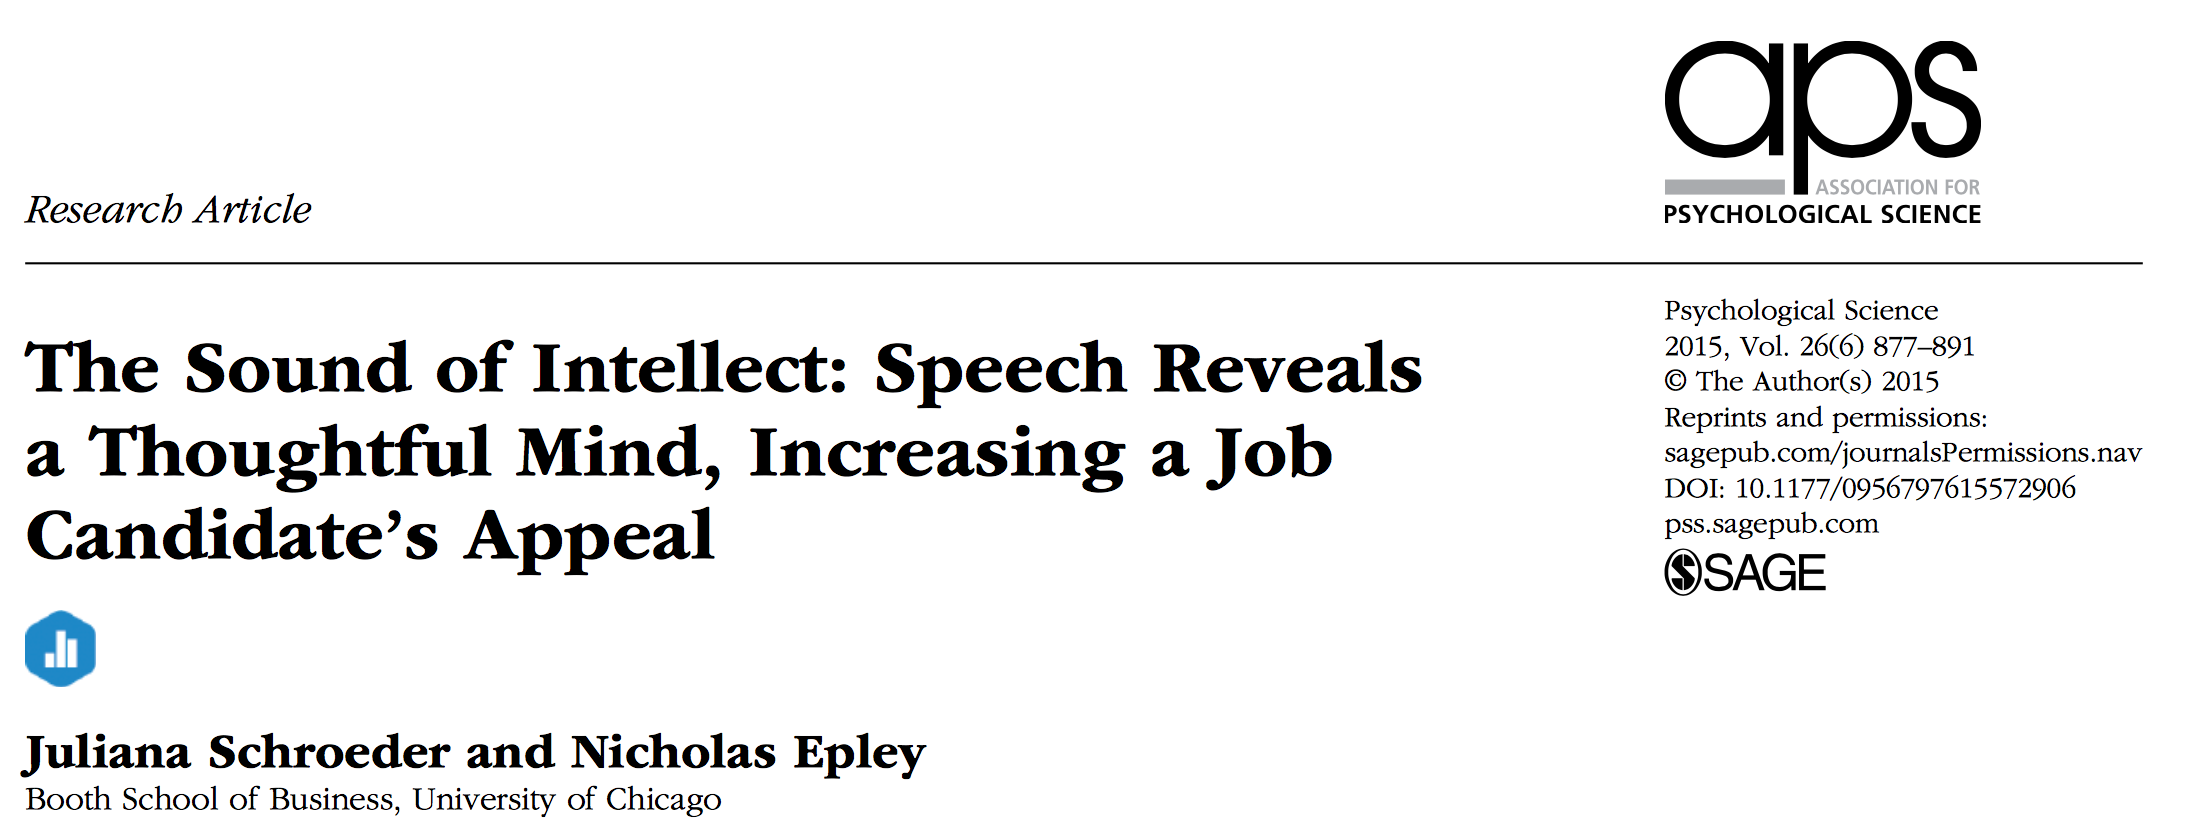 aps
ASSOCIATION FOR
PSYCHOLOGICAL SCIENCE
Research Article
The Sound of Intellect: Speech Reveals
a Thoughtful Mind, Increasing a Job
Candidate’s Appeal
Juliana Schroeder and Nicholas Epley
Booth School of Business, University of Chicago
Psychological Science
2015, Vol. 26(6) 877–891
© The Author(s) 2015
Reprints and permissions:
sagepub.com/journalsPermissions.nav
DOI: 10.1177/0956797615572906
pss.sagepub.com
SAGE